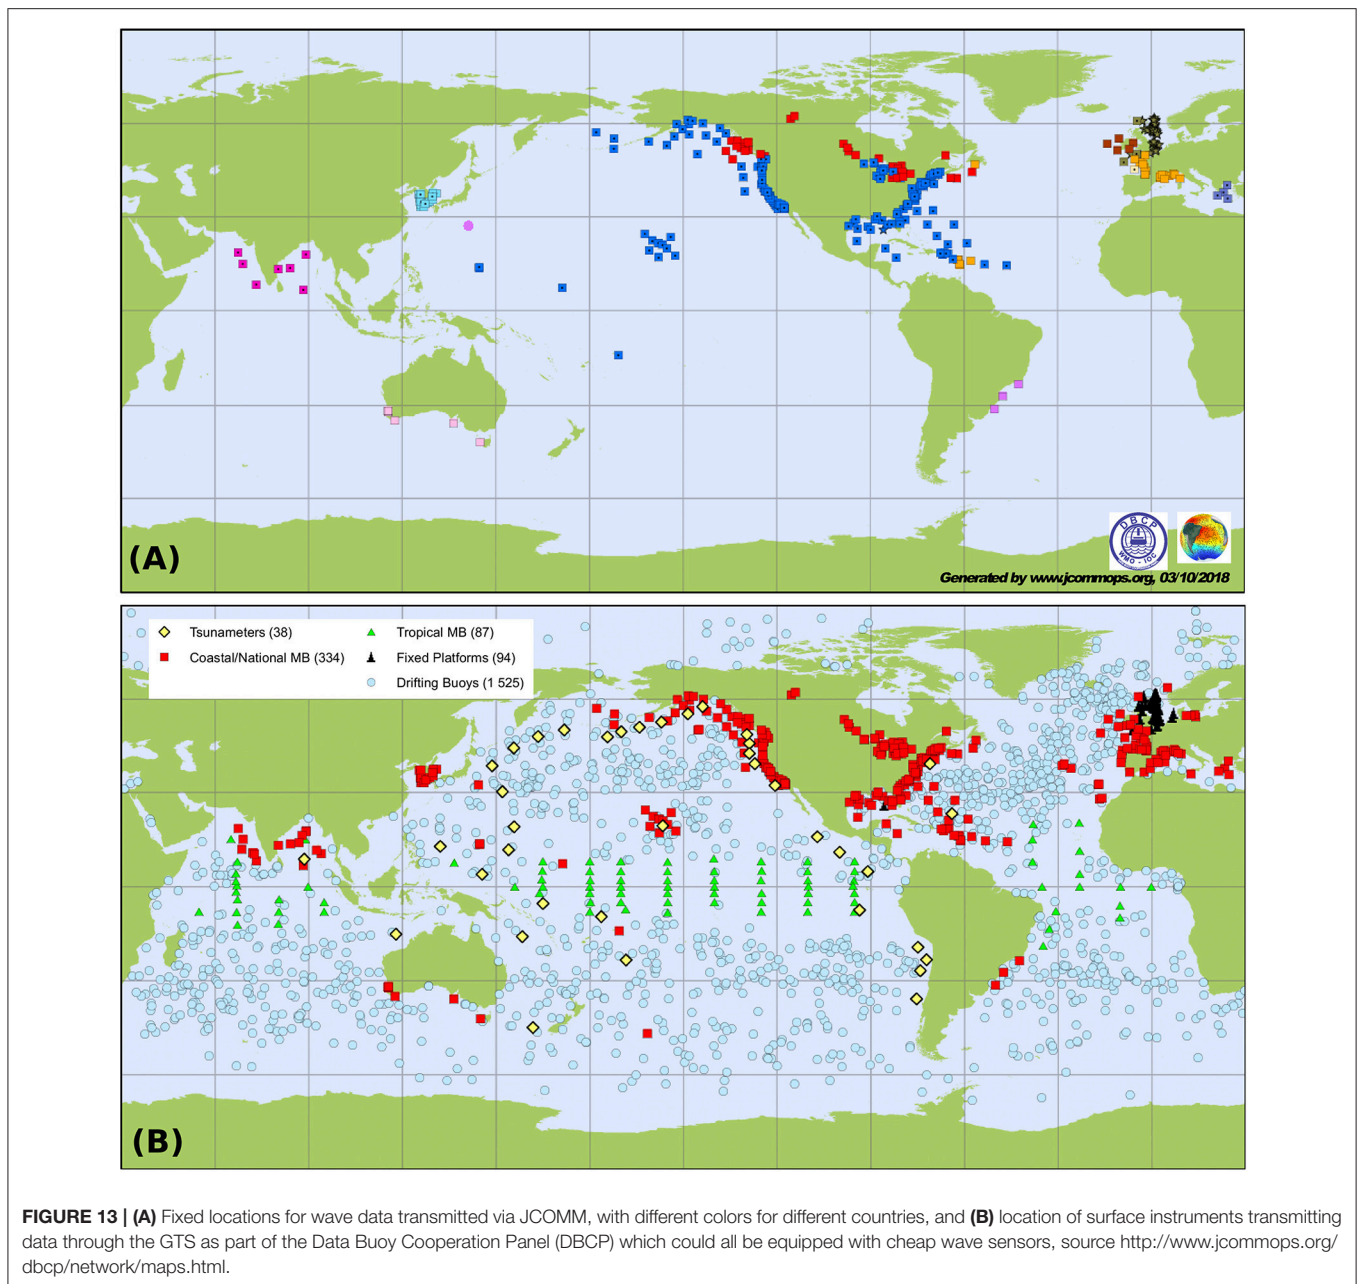 (A)
DBCP
WMO - IOC
Generated by www.jcommops.org, 03/10/2018
Tsunameters (38)
Tropical MB (87)
Coastal/National MB (334)
Fixed Platforms (94)
Drifting Buoys (1 525)
(B)
FIGURE 13 | (A) Fixed locations for wave data transmitted via JCOMM, with different colors for different countries, and (B) location of surface instruments transmitting
data through the GTS as part of the Data Buoy Cooperation Panel (DBCP) which could all be equipped with cheap wave sensors, source http://www.jcommops.org/
dbcp/network/maps.html.